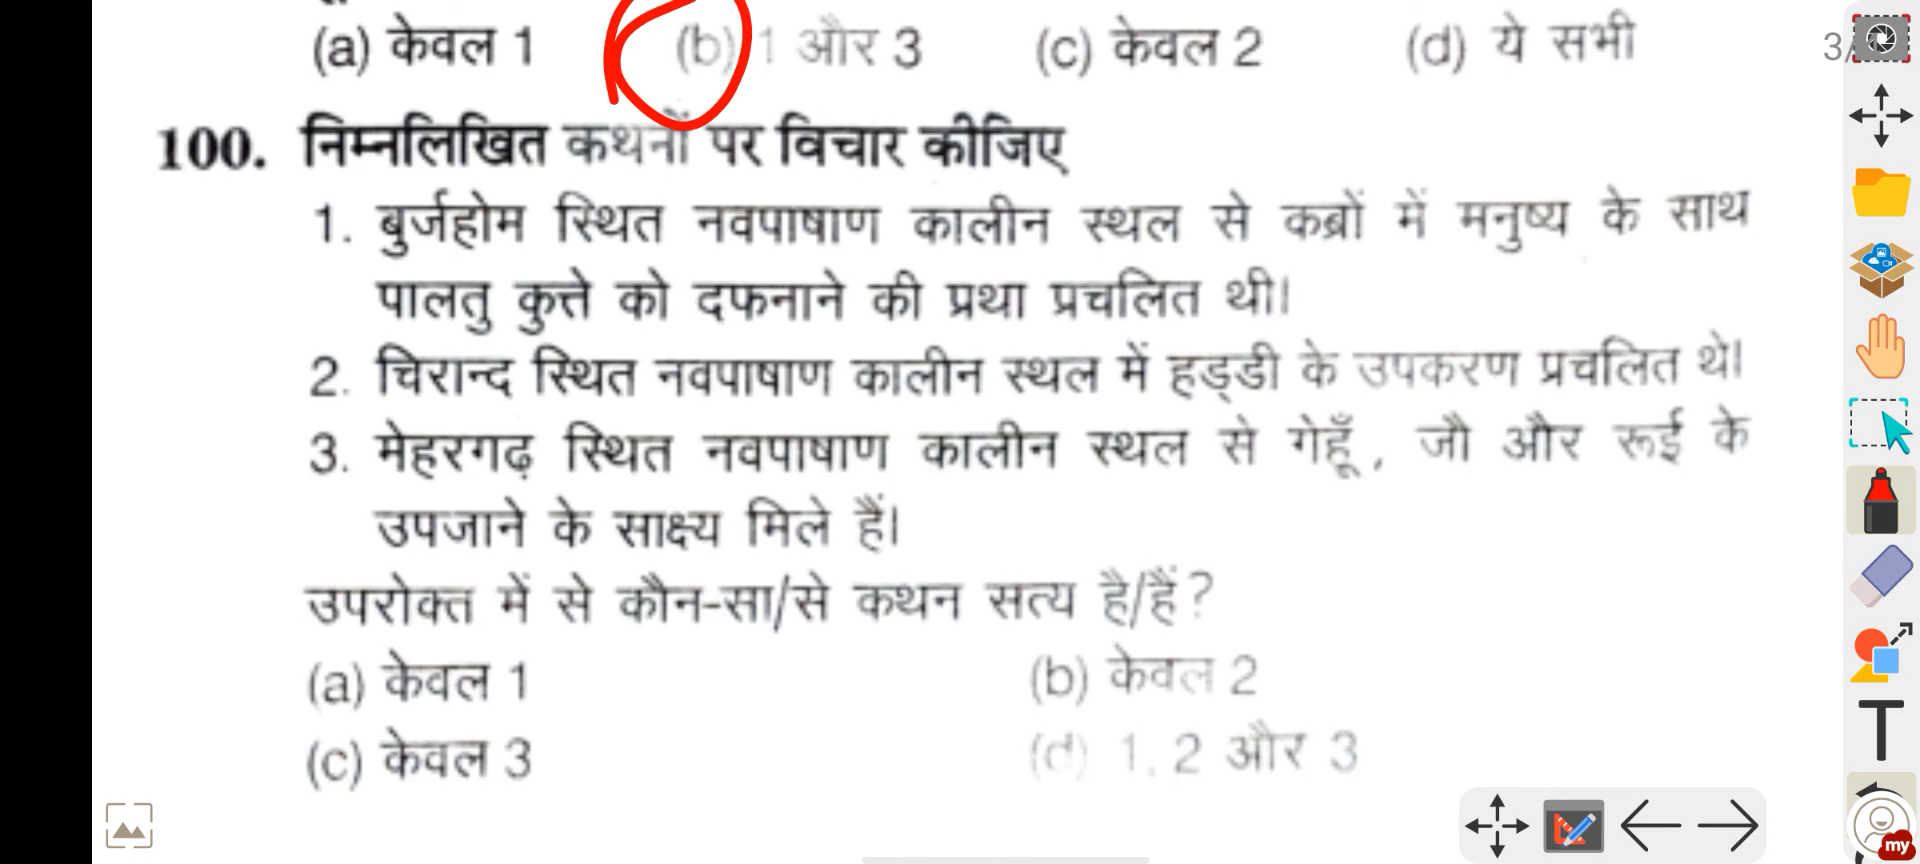 (a) केवल 1 (b) 1 और 3 (c) केवल 2 (d) ये सभी
3/
100. निम्नलिखित कथनों पर विचार कीजिए
1. बुर्जहोम स्थित नवपाषाण कालीन स्थल से कब्रों में मनुष्य के साथ
पालतु कुत्ते को दफनाने की प्रथा प्रचलित थी।
2. चिरान्द स्थित नवपाषाण कालीन स्थल में हड्डी के उपकरण प्रचलित थे।
3. मेहरगढ़ स्थित नवपाषाण कालीन स्थल से गेहूँ, जौ और रूई के
उपजाने के साक्ष्य मिले हैं।
उपरोक्त में से कौन-सा/से कथन सत्य है/हैं?
(a) केवल 1 (b) केवल 2
(c) केवल 3 (d) 1, 2 और 3
T
my